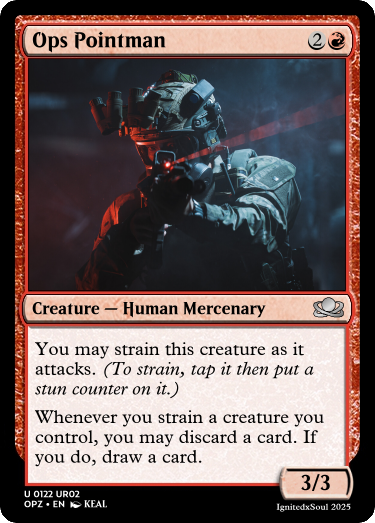 Ops Pointman 2
Creature — Human Mercenary
You may strain this creature as it
attacks. (To strain, tap it then put a
stun counter on it.)
Whenever you strain a creature you
control, you may discard a card. If
you do, draw a card.
3/3
U 0122 UR02
OPZ • EN KEAL
IgnitedxSoul 2025